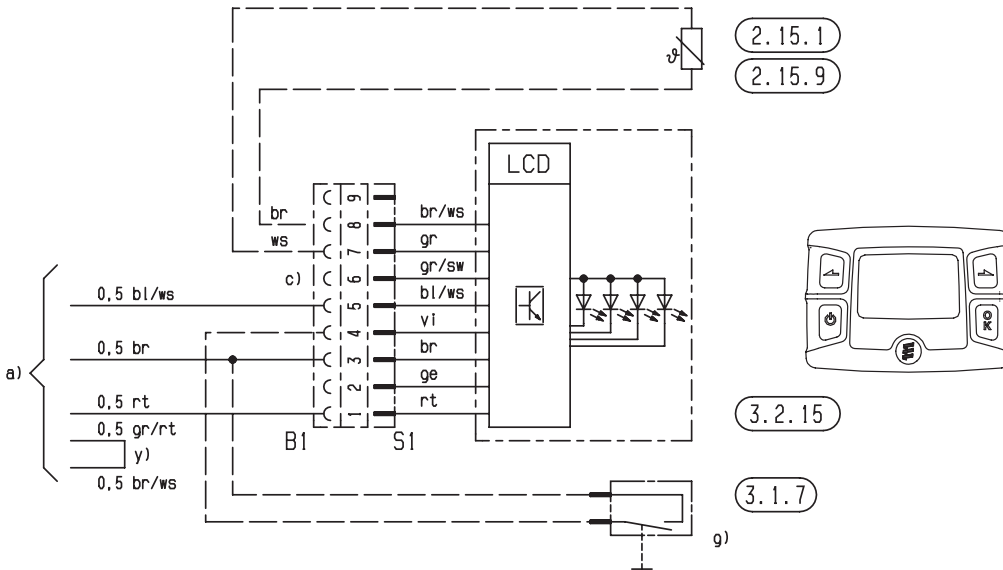 2.15.1
ϑ
2.15.9
LCD
9
br
8
br/ws
ws
7
gr
c)
6
gr/sw
0,5 bl/ws
5
bl/ws
4
vi
a)
0,5 br
3
br
2
ge
0,5 rt
1
rt
3.2.15
0,5 gr/rt
B1
S1
y)
0,5 br/ws
3.1.7
g)
OK